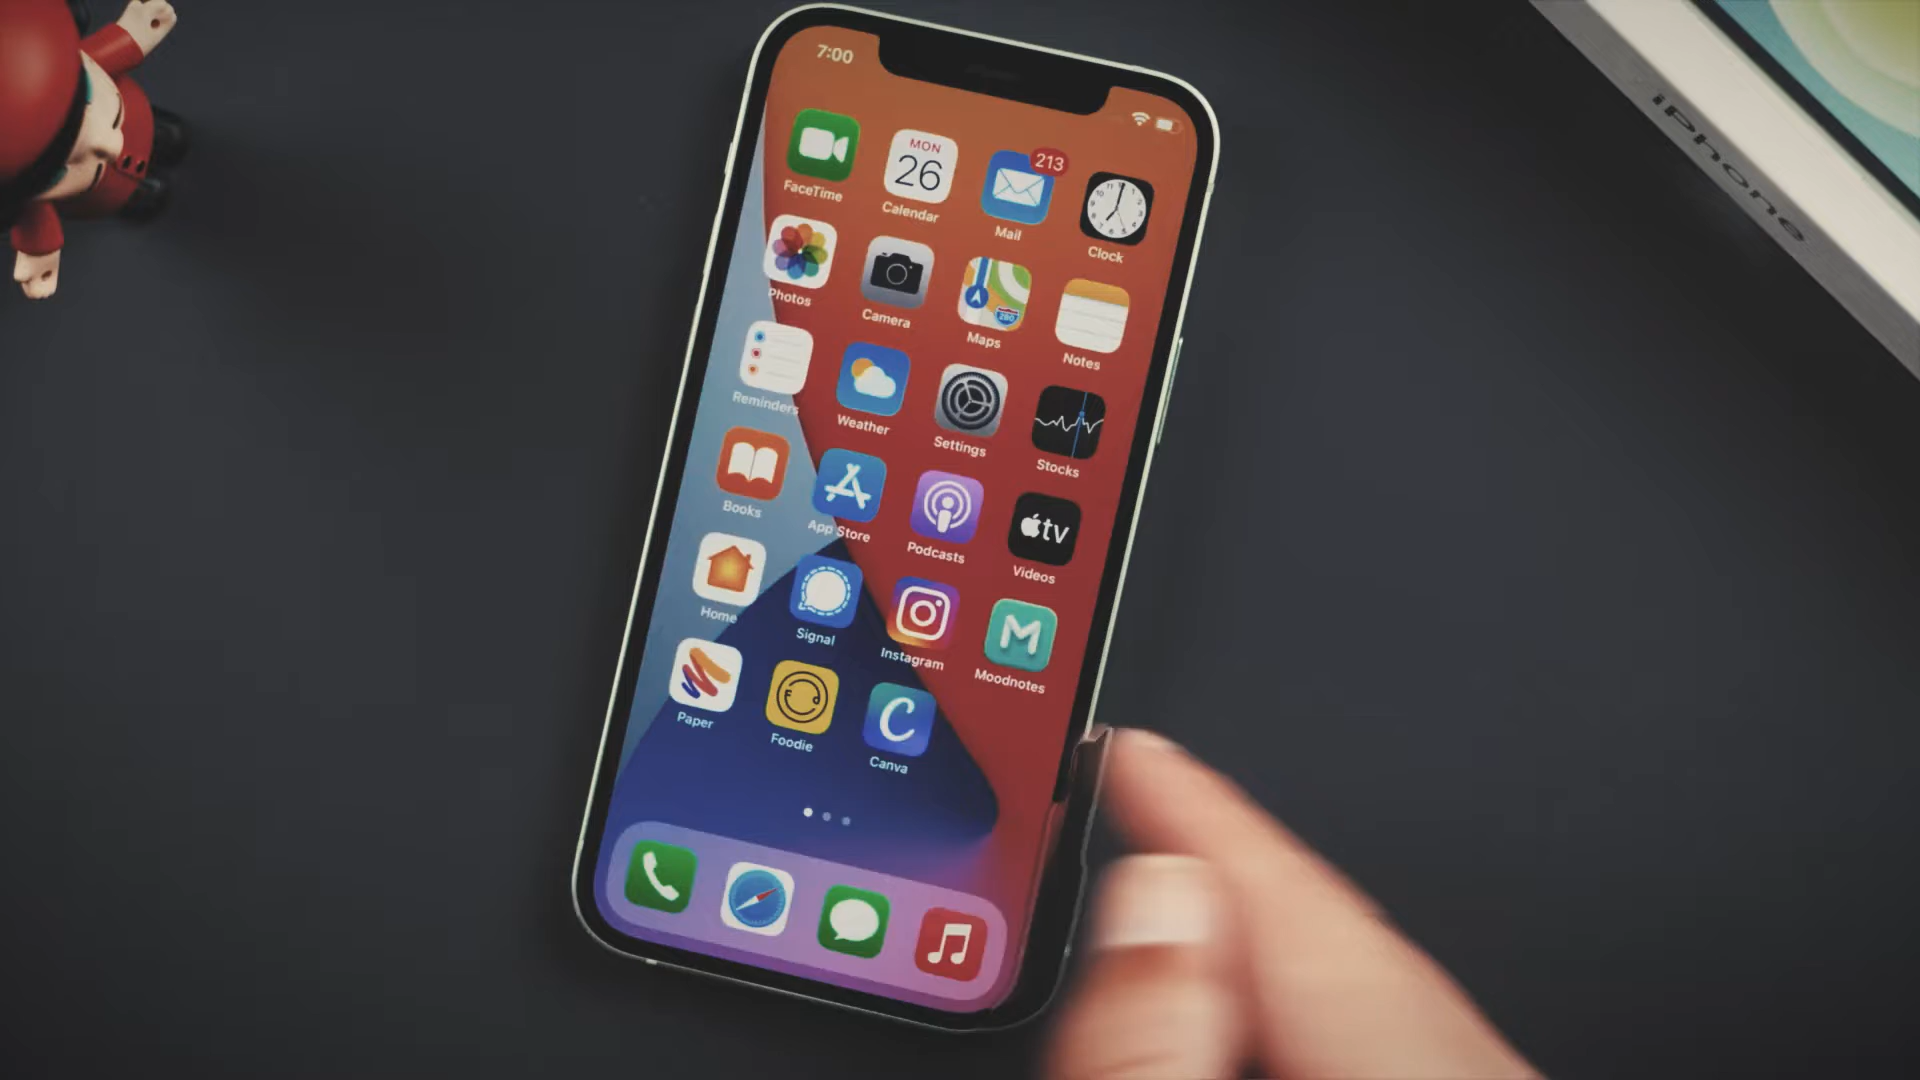 7:00
213
MON
26
FaceTime
Calendar
Mail
Clock
Photos
Camera
280
Maps
Notes
Reminders
Weather
Settings
Stocks
Books
App Store
Podcasts
tv
Videos
Home
Signal
Instagram
M
Moodnotes
Paper
Foodie
C
Canva
iPhone